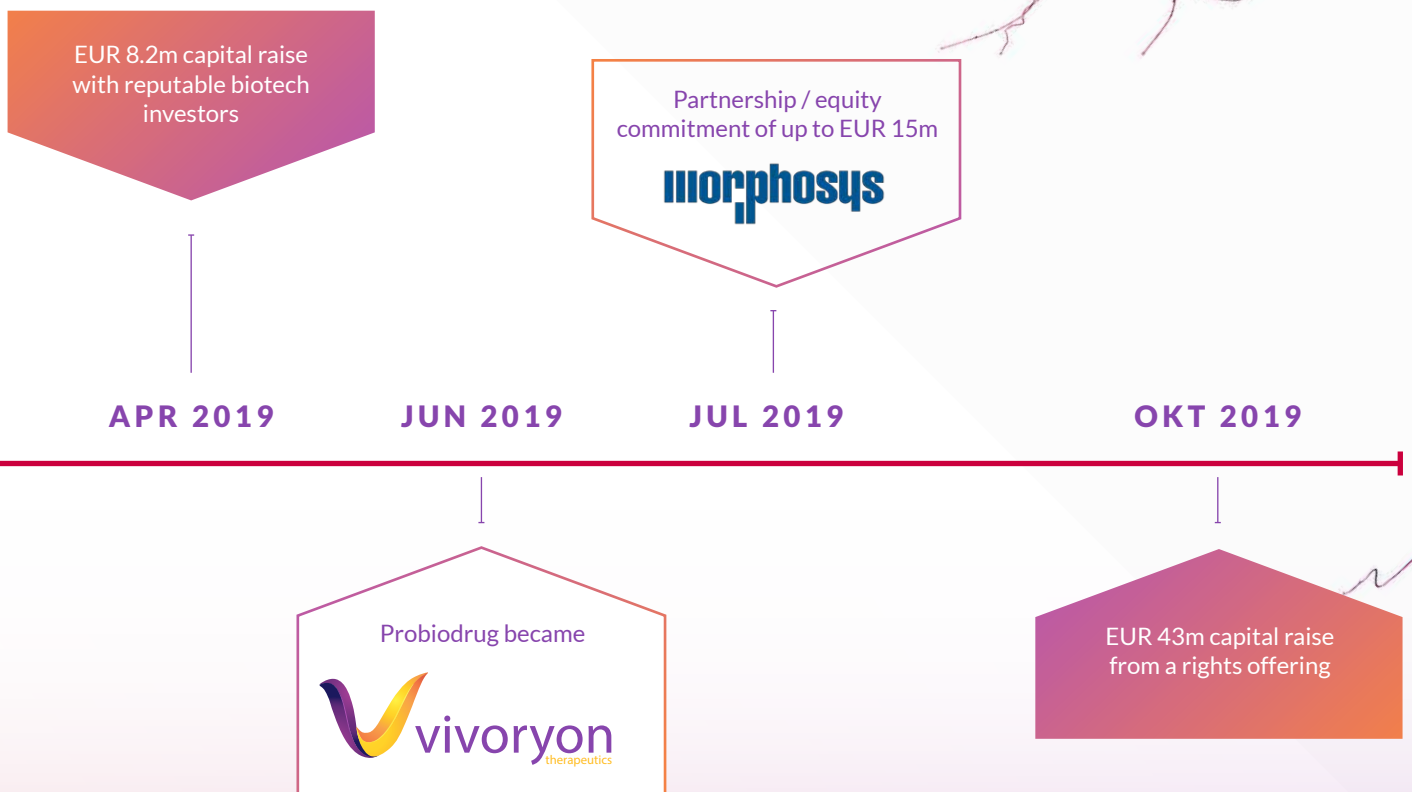 EUR 8.2m capital raise
with reputable biotech
investors
Partnership / equity
commitment of up to EUR 15m
morphosys
APR 2019
JUN 2019
JUL 2019
OKT 2019
Probiodrug became
vivoryon
therapeutics
EUR 43m capital raise
from a rights offering